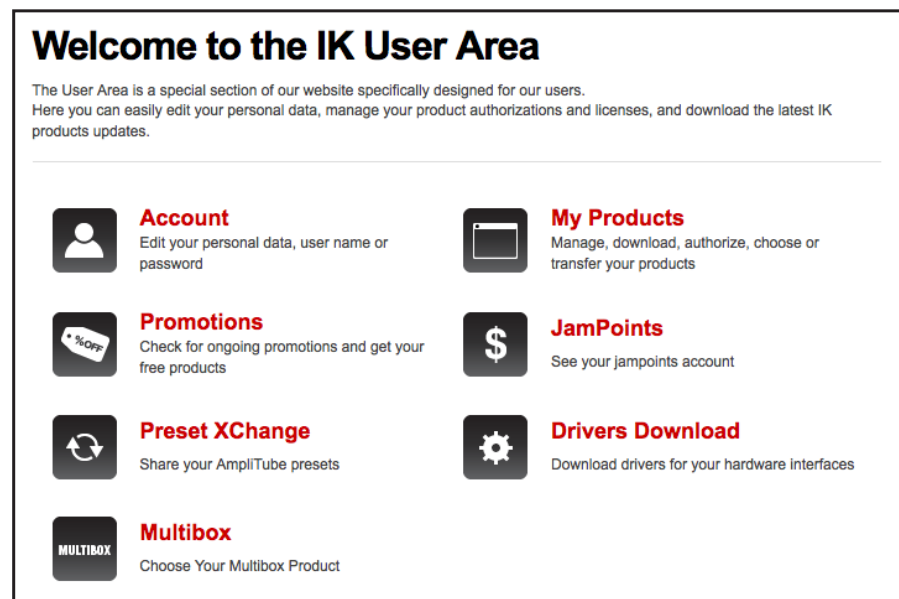 Welcome to the IK User Area
The User Area is a special section of our website specifically designed for our users.
Here you can easily edit your personal data, manage your product authorizations and licenses, and download the latest IK
products updates.
Account
Edit your personal data, user name or
password
My Products
Manage, download, authorize, choose or
transfer your products
%OFF
Promotions
Check for ongoing promotions and get your
free products
$
JamPoints
See your jampoints account
Preset XChange
Share your AmpliTube presets
Drivers Download
Download drivers for your hardware interfaces
MULTIBOX
Multibox
Choose Your Multibox Product